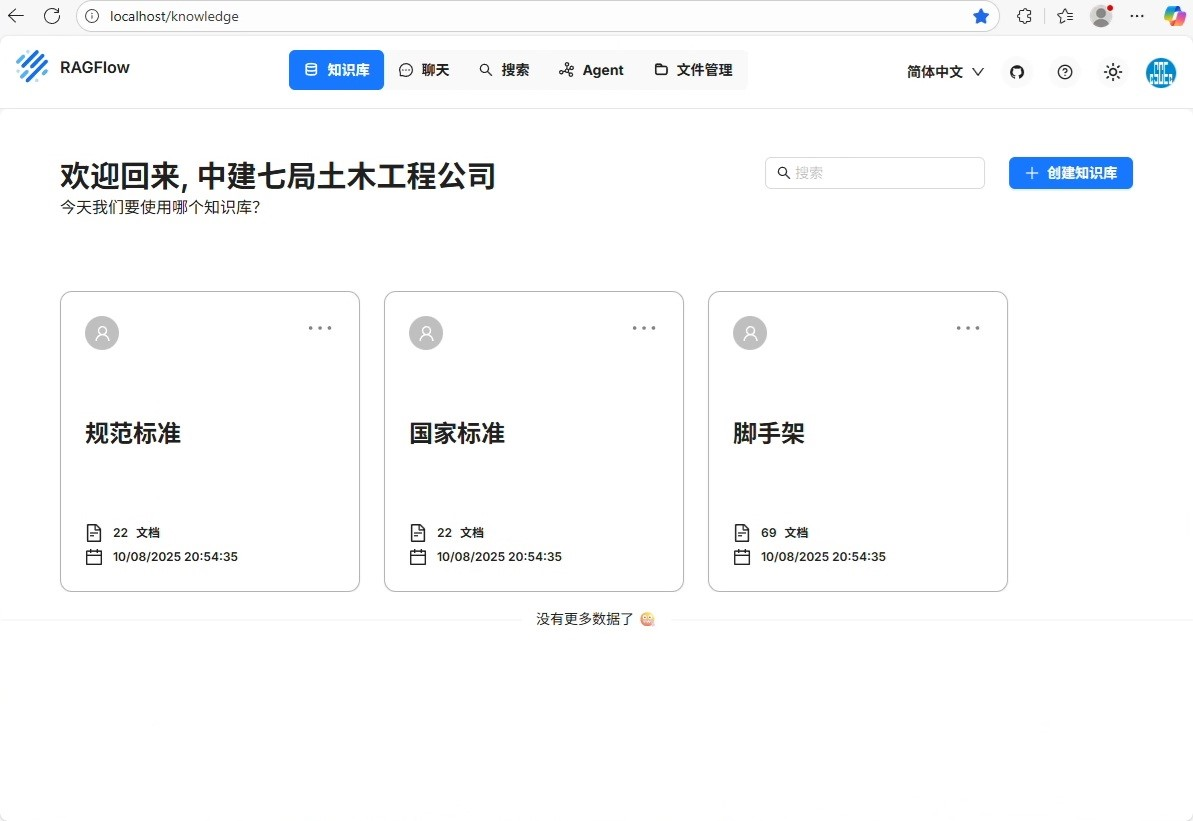 localhost/knowledge
RAGFlow
知识库
聊天
搜索
Agent
文件管理
简体中文
欢迎回来, 中建七局土木工程公司
今天我们要使用哪个知识库?
搜索
创建知识库
规范标准
22 文档
10/08/2025 20:54:35
国家标准
22 文档
10/08/2025 20:54:35
脚手架
69 文档
10/08/2025 20:54:35
没有更多数据了 🤐